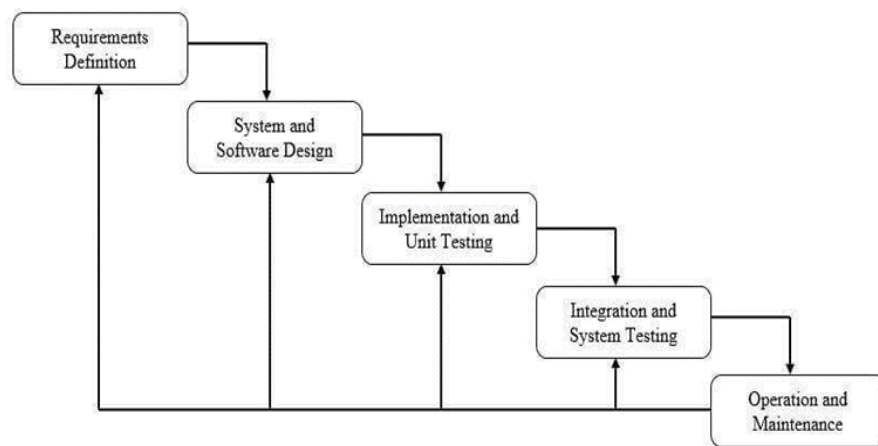 Requirements
Definition
System and
Software Design
Implementation and
Unit Testing
Integration and
System Testing
Operation and
Maintenance